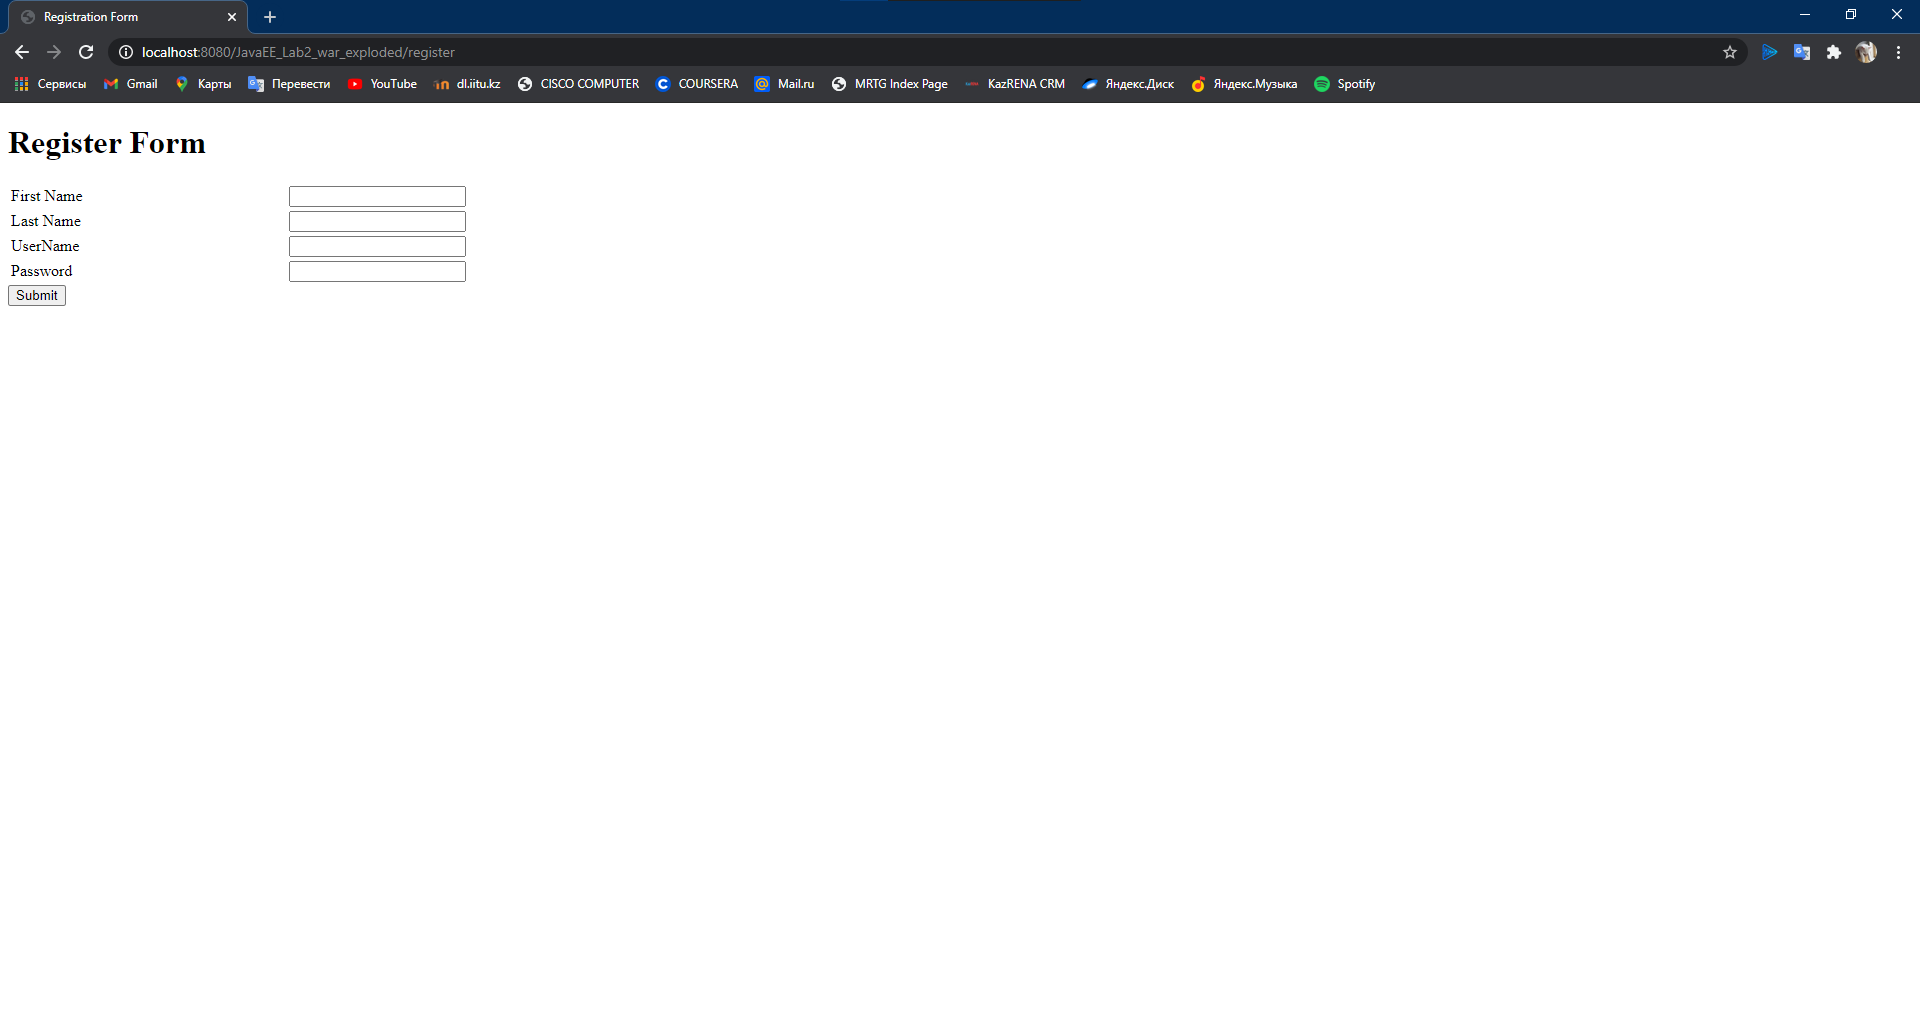 Registration Form
localhost:8080/JavaEE_Lab2_war_exploded/register
Сервисы Gmail Карты Перевести YouTube dl.iitu.kz CISCO COMPUTER COURSERA Mail.ru MRTG Index Page KazRENA CRM Яндекс.Диск Яндекс.Музыка Spotify
Register Form
First Name
Last Name
UserName
Password
Submit